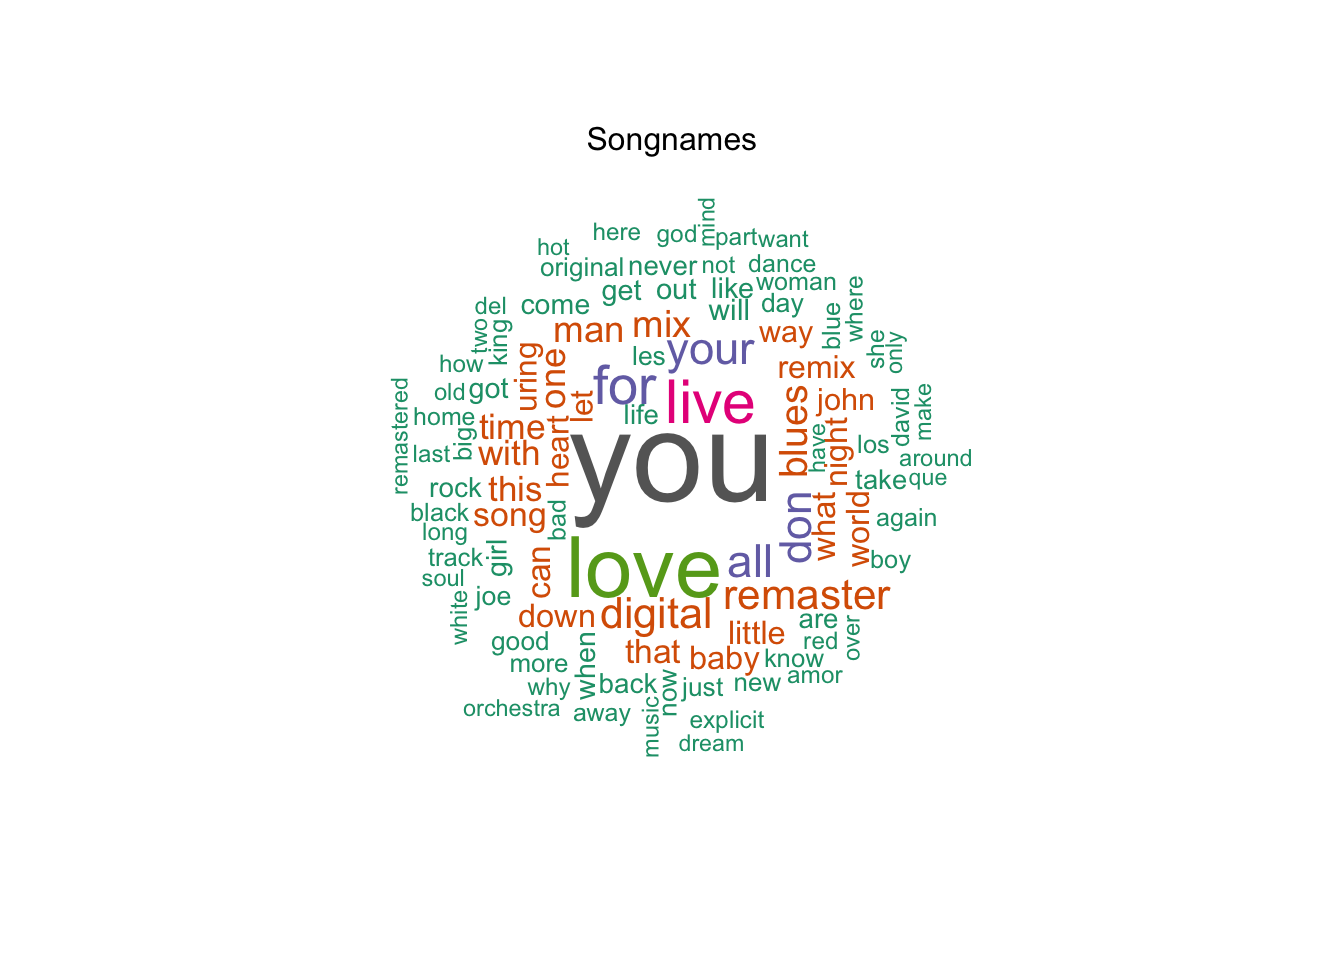 Songnames
mind
here
god
part
want
hot
original
never
not
dance
get
out
like
woman
del
come
will
day
where
blue
man
mix
way
two
king
les
your
she
only
how
uring
one
for
live
remix
old
got
let
life
john
home
time
heart
you
blues
have
night
los
david
make
remastered
last
big
with
around
rock
this
take
que
black
song
bad
don
what
world
again
long
track
girl
can
love
all
boy
soul
joe
remaster
white
down
digital
little
are
red
over
good
that
baby
know
more
when
why
back
now
just
new
amor
orchestra
away
music
explicit
dream